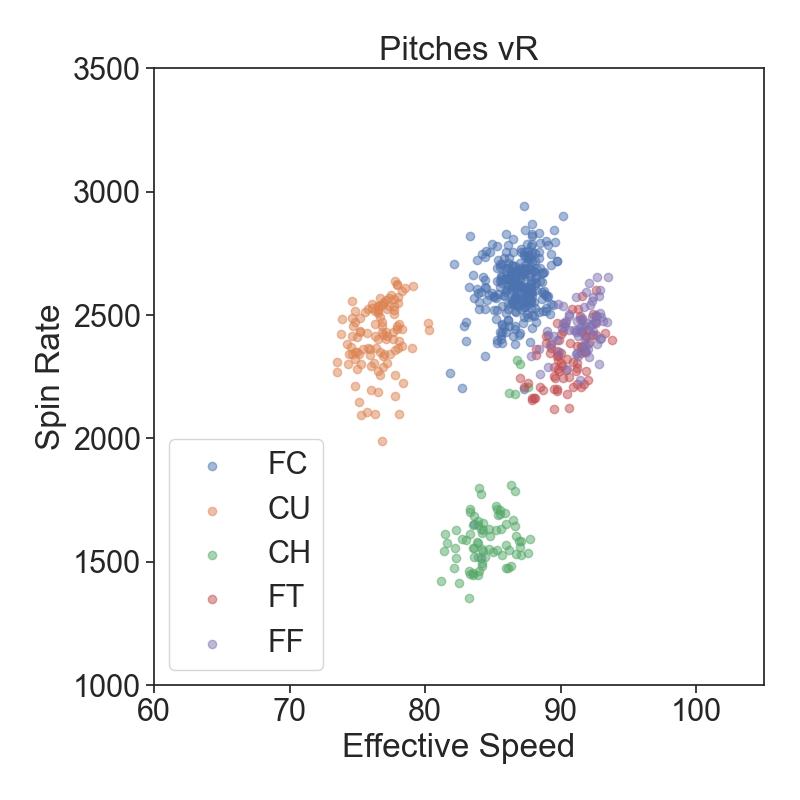 Pitches vR
3500
3000
2500
2000
1500
1000
Spin Rate
FC
CU
CH
FT
FF
60 70 80 90 100
Effective Speed